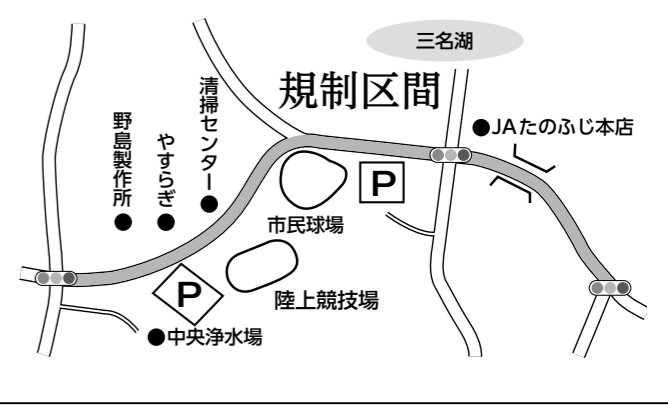 三名湖
規制区間
JAたのふじ本店
清掃センター
やすらぎ
野島製作所
P
市民球場
P
陸上競技場
中央浄水場